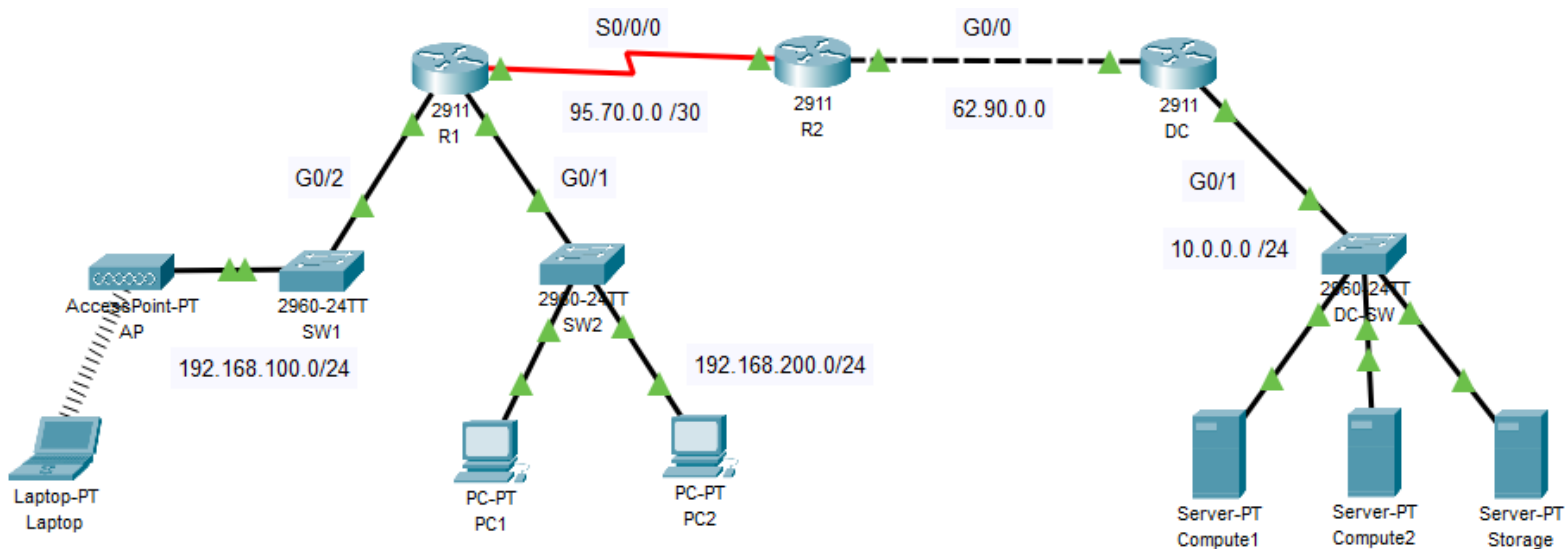 S0/0/0
G0/0
2911
R1
95.70.0.0 /30
2911
R2
62.90.0.0
2911
DC
G0/2
G0/1
G0/1
10.0.0.0 /24
AccessPoint-PT
AP
2960-24TT
SW1
2960-24TT
SW2
2960-24TT
DC-SW
192.168.100.0/24
192.168.200.0/24
Laptop-PT
Laptop
PC-PT
PC1
PC-PT
PC2
Server-PT
Compute1
Server-PT
Compute2
Server-PT
Storage